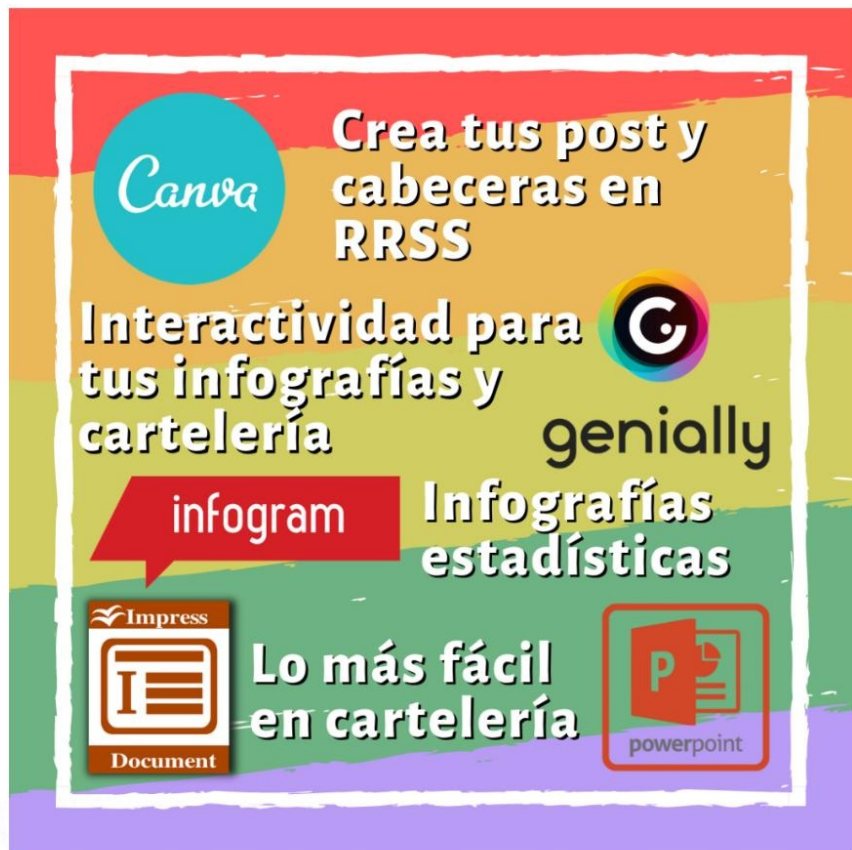 Canva
Crea tus post y
cabeceras en
RRSS
Interactividad para
tus infografías y
cartelería
genially
infogram
Infografías
estadísticas
Impress
Document
Lo más fácil
en cartelería
P
powerpoint